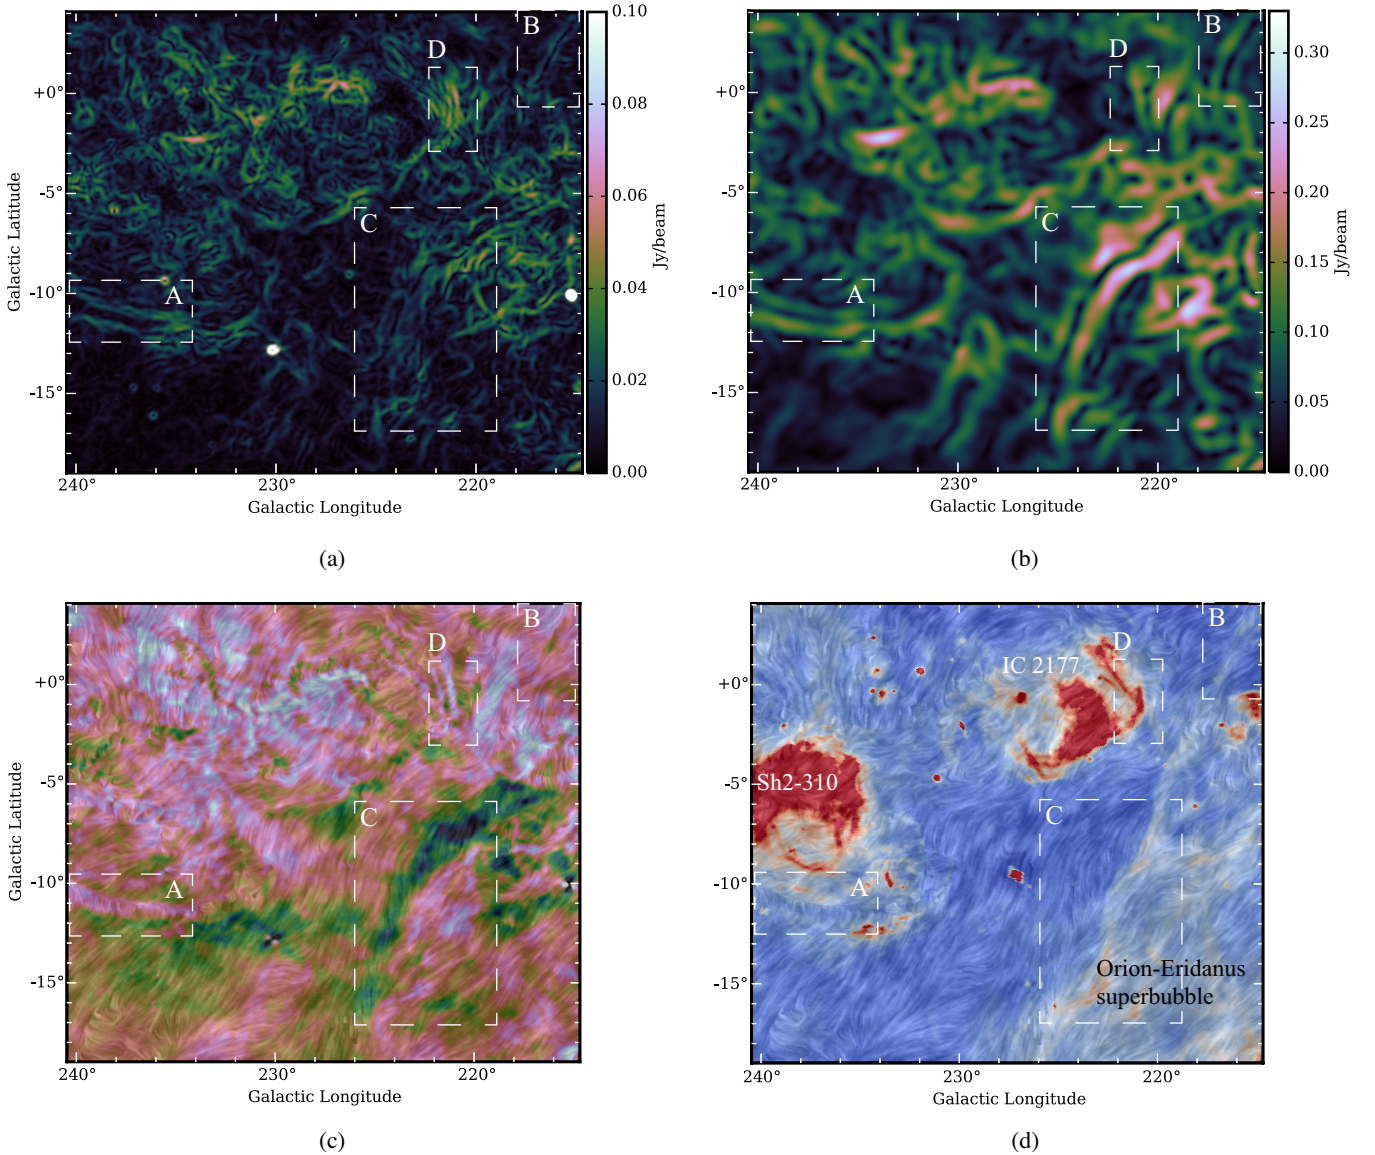 B
D
C
A
+0°
-5°
-10°
-15°
240°
230°
220°
Galactic Latitude
Galactic Longitude
0.10
0.08
0.06
0.04
0.02
0.00
Jy/beam
(a)
B
D
C
A
+0°
-5°
-10°
-15°
240°
230°
220°
Galactic Longitude
0.30
0.25
0.20
0.15
0.10
0.05
0.00
Jy/beam
(b)
B
D
C
A
+0°
-5°
-10°
-15°
240°
230°
220°
Galactic Latitude
Galactic Longitude
(c)
B
D
IC 2177
Sh2-310
C
A
Orion-Eridanus
superbubble
+0°
-5°
-10°
-15°
240°
230°
220°
Galactic Longitude
(d)